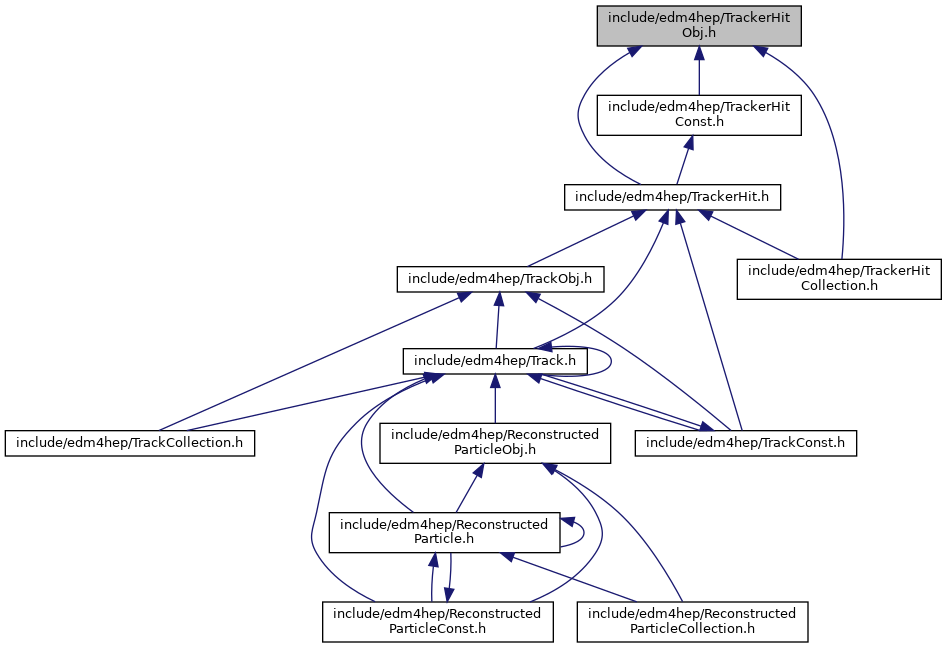 include/edm4hep/TrackerHit
Obj.h
include/edm4hep/TrackerHit
Const.h
include/edm4hep/TrackerHit.h
include/edm4hep/TrackerHit
Collection.h
include/edm4hep/TrackObj.h
include/edm4hep/Track.h
include/edm4hep/TrackCollection.h
include/edm4hep/Reconstructed
ParticleObj.h
include/edm4hep/TrackConst.h
include/edm4hep/Reconstructed
Particle.h
include/edm4hep/Reconstructed
ParticleConst.h
include/edm4hep/Reconstructed
ParticleCollection.h